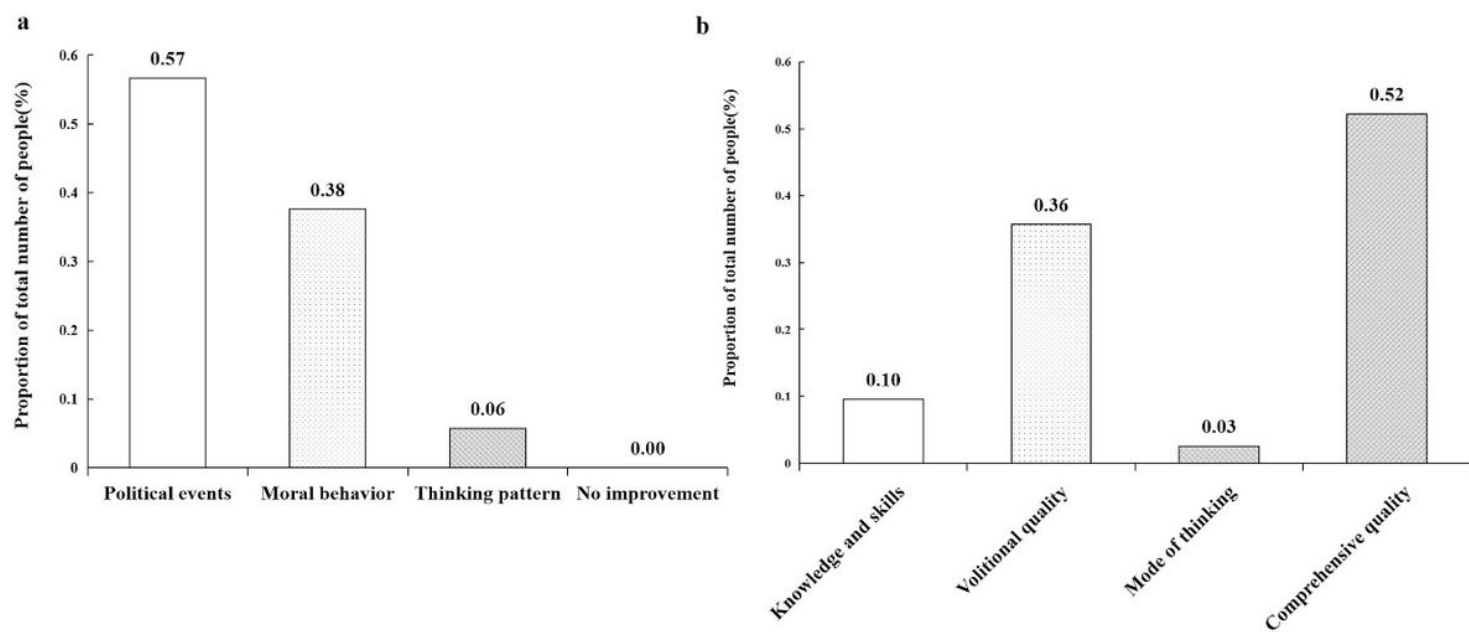 a
Proportion of total number of people(%)
0.6
0.5
0.4
0.3
0.2
0.1
0
0.57
0.38
0.06
0.00
Political events
Moral behavior
Thinking pattern
No improvement
b
Proportion of total number of people(%)
0.6
0.5
0.4
0.3
0.2
0.1
0
0.10
0.36
0.03
0.52
Knowledge and skills
Volitional quality
Mode of thinking
Comprehensive quality